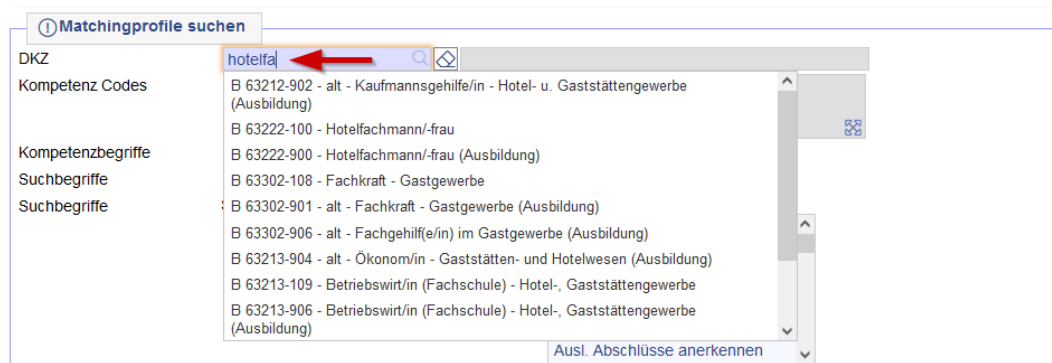 Matchingprofile suchen
DKZ
hotelfa
Kompetenz Codes
B 63212-902 - alt - Kaufmannsgehilfe/in - Hotel- u. Gaststättengewerbe
(Ausbildung)
B 63222-100 - Hotelfachmann/-frau
Kompetenzbegriffe
B 63222-900 - Hotelfachmann/-frau (Ausbildung)
Suchbegriffe
B 63302-108 - Fachkraft - Gastgewerbe
Suchbegriffe
B 63302-901 - alt - Fachkraft - Gastgewerbe (Ausbildung)
B 63302-906 - alt - Fachgehilf(e/in) im Gastgewerbe (Ausbildung)
B 63213-904 - alt - Ökonom/in - Gaststätten- und Hotelwesen (Ausbildung)
B 63213-109 - Betriebswirt/in (Fachschule) - Hotel-, Gaststättengewerbe
B 63213-906 - Betriebswirt/in (Fachschule) - Hotel-, Gaststättengewerbe
(Ausbildung)
Ausl. Abschlüsse anerkennen